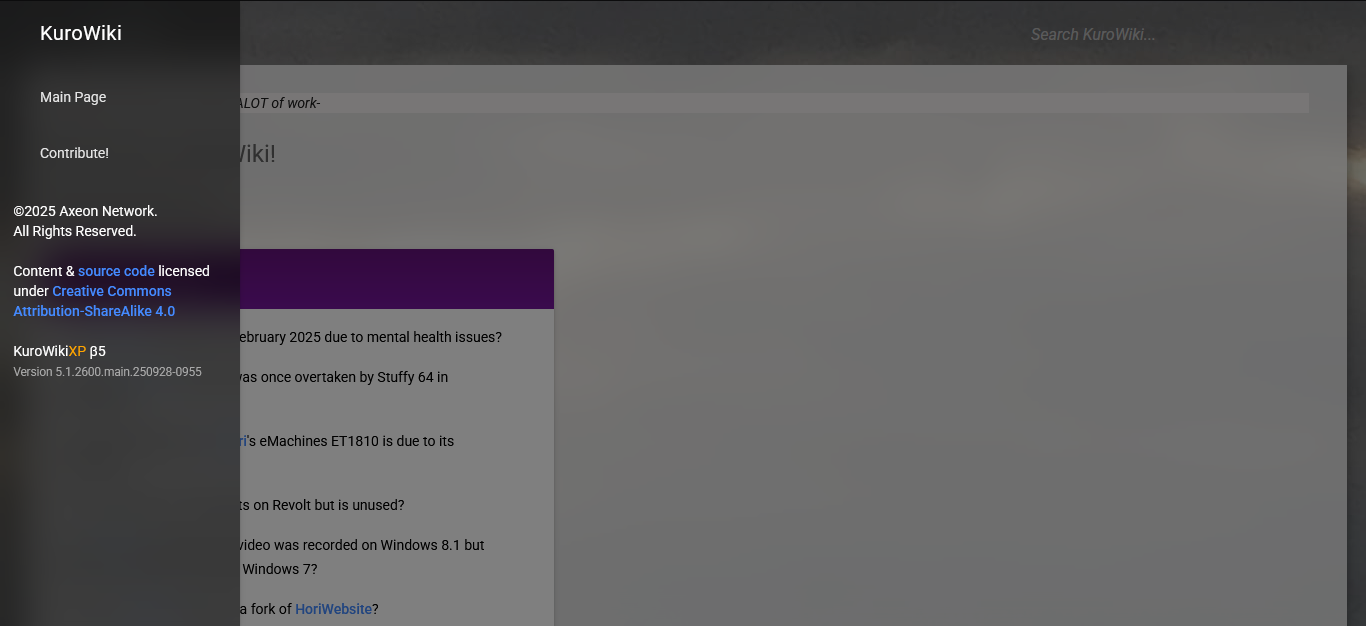 KuroWiki
Search KuroWiki...
Main Page
ALOT of work-
Contribute!
Wiki!
©2025 Axeon Network.
All Rights Reserved.
Content & source code licensed
under Creative Commons
Attribution-ShareAlike 4.0
KuroWikiXP β5
Version 5.1.2600.main.250928-0955
ebruary 2025 due to mental health issues?
was once overtaken by Stuffy 64 in
ri's eMachines ET1810 is due to its
ts on Revolt but is unused?
video was recorded on Windows 8.1 but
Windows 7?
a fork of HoriWebsite?